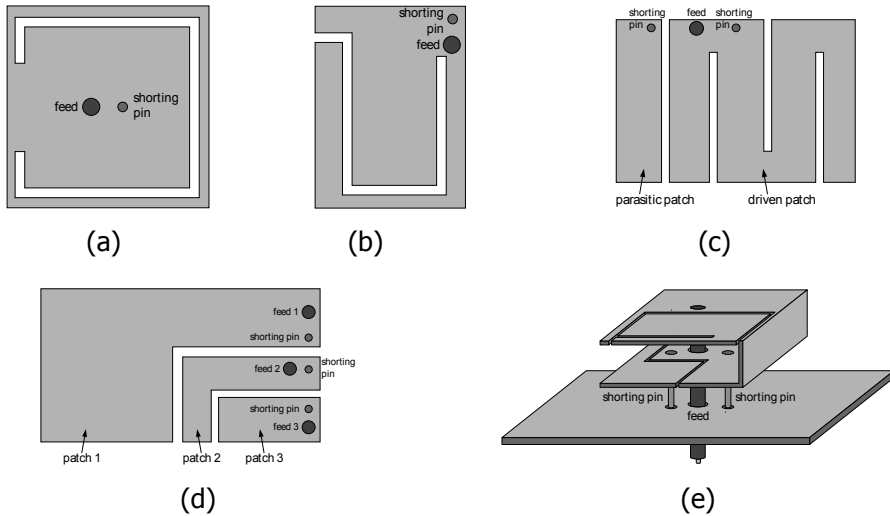 feed
shorting
pin
(a)
shorting
pin
feed
(b)
shorting
pin
feed
shorting
pin
parasitic patch
driven patch
(c)
feed 1
shorting pin
feed 2
shorting
pin
shorting pin
feed 3
patch 1
patch 2
patch 3
(d)
shorting pin
shorting pin
feed
(e)